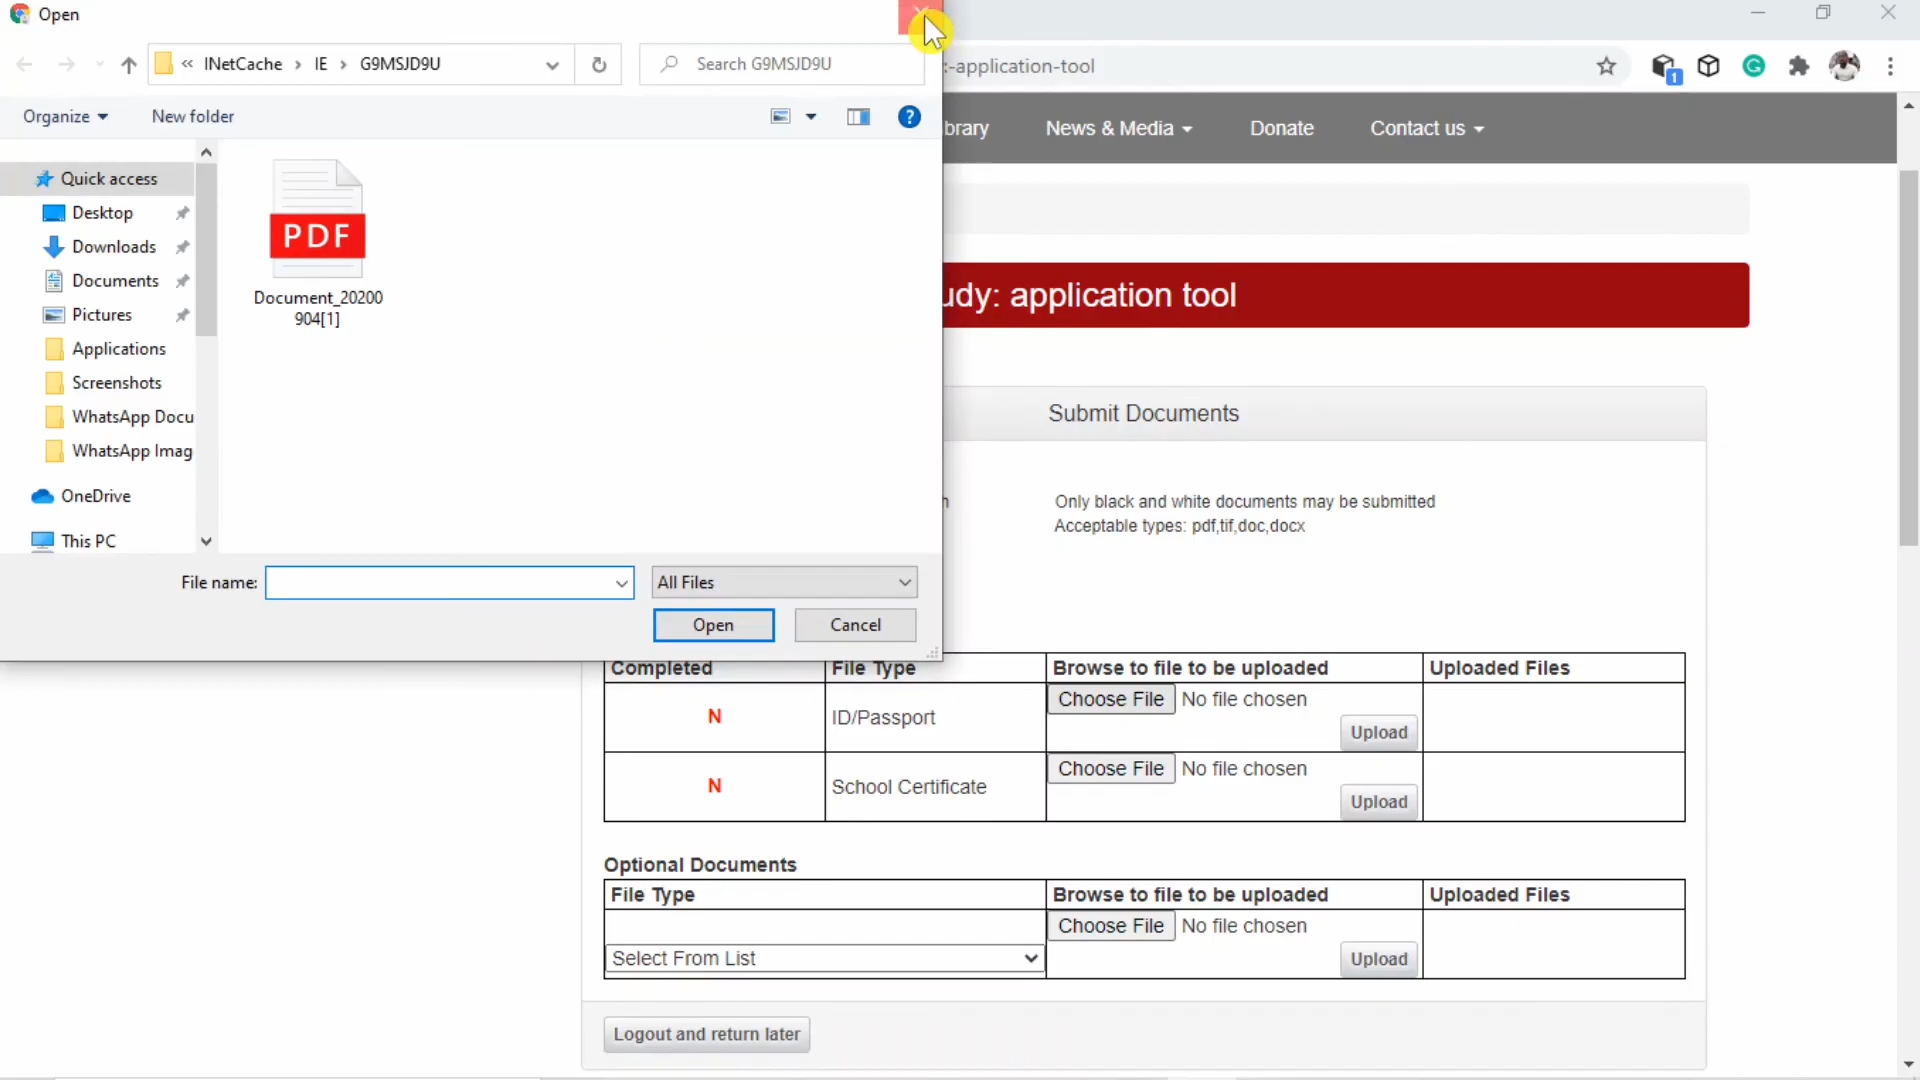 Open
« INetCache › IE › G9MSJD9U
Search G9MSJD9U
:-application-tool
1
Organize
New folder
?
brary
News & Media
Donate
Contact us
Quick access
Desktop
Downloads
Documents
Pictures
Applications
Screenshots
WhatsApp Docu
WhatsApp Imag
OneDrive
This PC
PDF
Document_20200
904[1]
udy: application tool
Submit Documents
Only black and white documents may be submitted
Acceptable types: pdf,tif,doc,docx
File name:
All Files
Open
Cancel
Completed
File Type
Browse to file to be uploaded
Uploaded Files
N
ID/Passport
Choose File No file chosen
Upload
N
School Certificate
Choose File No file chosen
Upload
Optional Documents
File Type
Browse to file to be uploaded
Uploaded Files
Select From List
Choose File No file chosen
Upload
Logout and return later